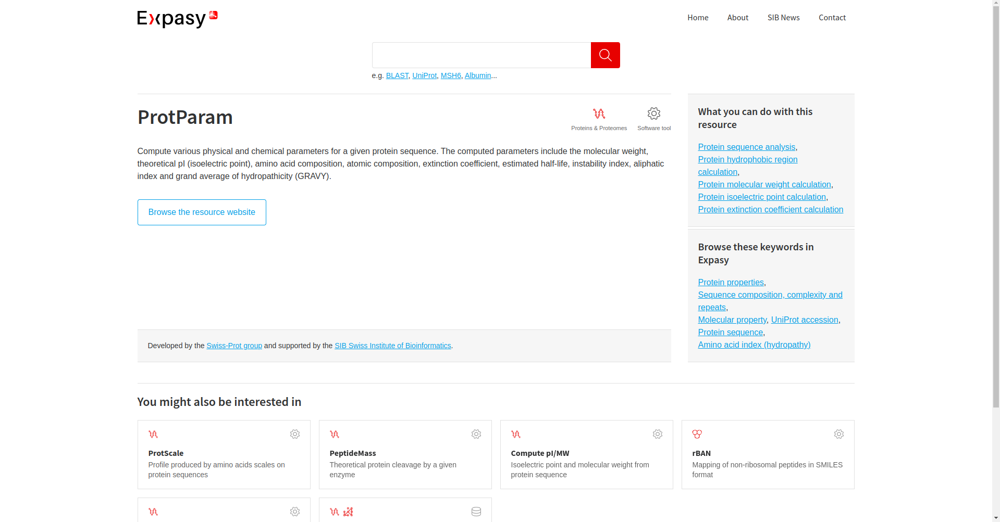 Expasy
Home About SIB News Contact
e.g. BLAST, UniProt, MSH6, Albumin...
ProtParam
Proteins & Proteomes
Software tool
Compute various physical and chemical parameters for a given protein sequence. The computed parameters include the molecular weight,
theoretical pI (isoelectric point), amino acid composition, atomic composition, extinction coefficient, estimated half-life, instability index, aliphatic
index and grand average of hydropathicity (GRAVY).
Browse the resource website
Developed by the Swiss-Prot group and supported by the SIB Swiss Institute of Bioinformatics.
What you can do with this
resource
Protein sequence analysis,
Protein hydrophobic region
calculation,
Protein molecular weight calculation,
Protein isoelectric point calculation,
Protein extinction coefficient calculation
Browse these keywords in
Expasy
Protein properties,
Sequence composition, complexity and
repeats,
Molecular property, UniProt accession,
Protein sequence,
Amino acid index (hydropathy)
You might also be interested in
ProtScale
Profile produced by amino acids scales on
protein sequences
PeptideMass
Theoretical protein cleavage by a given
enzyme
Compute pI/MW
Isoelectric point and molecular weight from
protein sequence
rBAN
Mapping of non-ribosomal peptides in SMILES
format